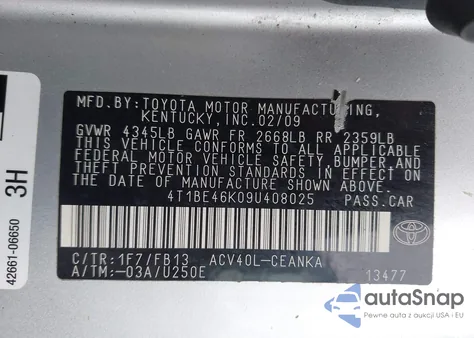 MFD. BY: TOYOTA MOTOR MANUFACTURING,
KENTUCKY, INC. 02/09
GVWR 4345LB GAWR FR 2668LB RR 2359LB
THIS VEHICLE CONFORMS TO ALL APPLICABLE
FEDERAL MOTOR VEHICLE SAFETY, BUMPER, AND
THEFT PREVENTION STANDARDS IN EFFECT ON
THE DATE OF MANUFACTURE SHOWN ABOVE.
4T1BE46K09U408025 PASS.CAR
C/TR: 1F7/FB13 ACV40L-CEANKA
A/TM: -03A/U250E
13477
TOYOTA
42661-06650
3H
autoSnap
Pewne auta z USA i EU